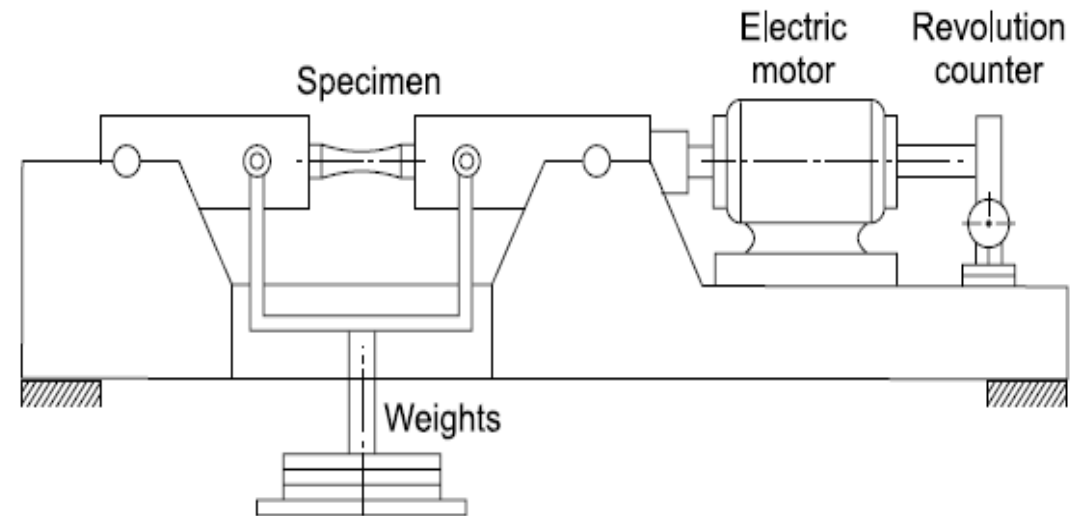 Electric
motor
Revolution
counter
Specimen
Weights